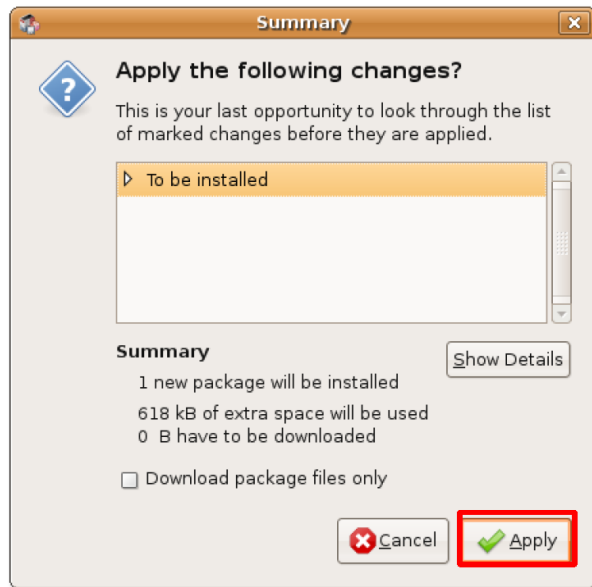 Summary
Apply the following changes?
This is your last opportunity to look through the list
of marked changes before they are applied.
To be installed
Summary
Show Details
1 new package will be installed
618 kB of extra space will be used
0 B have to be downloaded
Download package files only
Cancel
Apply